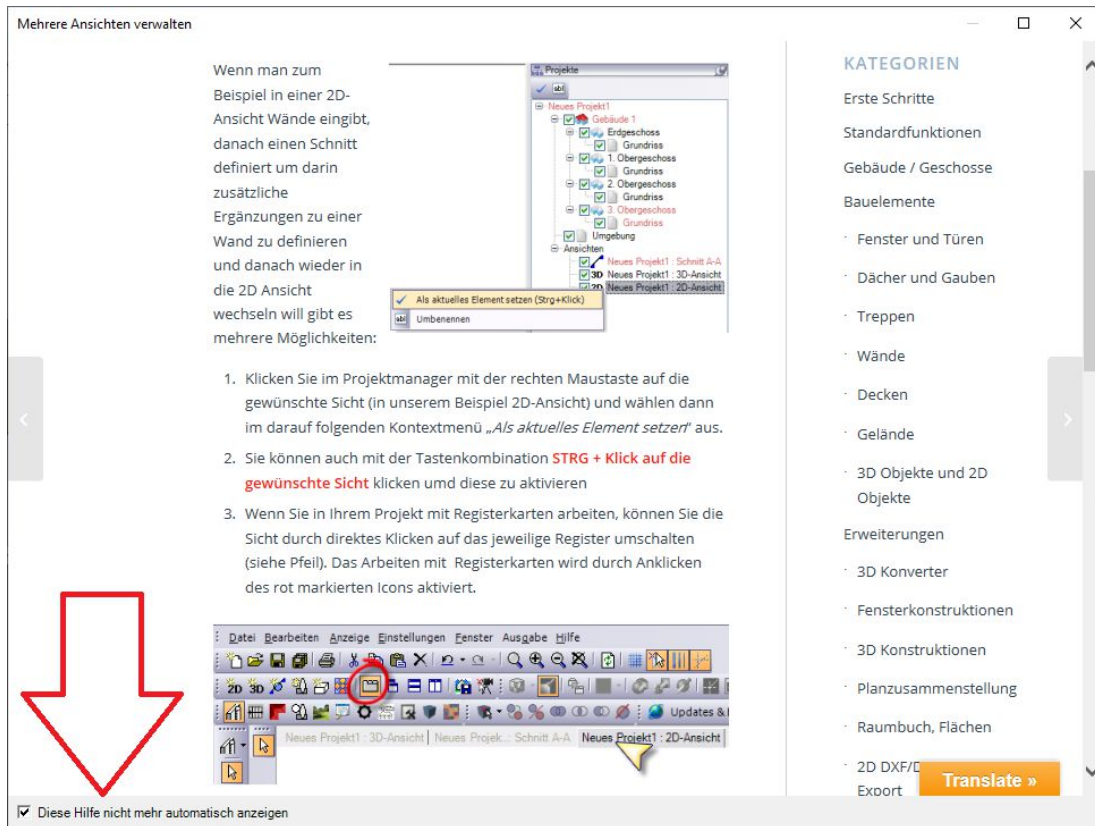 Mehrere Ansichten verwalten
Wenn man zum
Beispiel in einer 2D-
Ansicht Wände eingibt,
danach einen Schnitt
definiert um darin
zusätzliche
Ergänzungen zu einer
Wand zu definieren
und danach wieder in
die 2D Ansicht
wechseln will gibt es
mehrere Möglichkeiten:
Projekte
abl
Neues Projekt1
Gebäude 1
Erdgeschoss
Grundriss
1. Obergeschoss
Grundriss
2. Obergeschoss
Grundriss
3. Obergeschoss
Grundriss
Umgebung
Ansichten
Neues Projekt1 : Schnitt A-A
3D Neues Projekt1 : 3D-Ansicht
2D Neues Projekt1 : 2D-Ansicht
Als aktuelles Element setzen (Strg+Klick)
abl Umbenennen
1. Klicken Sie im Projektmanager mit der rechten Maustaste auf die
gewünschte Sicht (in unserem Beispiel 2D-Ansicht) und wählen dann
im darauf folgenden Kontextmenü „Als aktuelles Element setzen“ aus.
2. Sie können auch mit der Tastenkombination STRG + Klick auf die
gewünschte Sicht klicken umd diese zu aktivieren
3. Wenn Sie in Ihrem Projekt mit Registerkarten arbeiten, können Sie die
Sicht durch direktes Klicken auf das jeweilige Register umschalten
(siehe Pfeil). Das Arbeiten mit Registerkarten wird durch Anklicken
des rot markierten Icons aktiviert.
Datei Bearbeiten Anzeige Einstellungen Fenster Ausgabe Hilfe
2D 3D
Updates &
Neues Projekt1 : 3D-Ansicht Neues Projek...: Schnitt A-A Neues Projekt1 : 2D-Ansicht
KATEGORIEN
Erste Schritte
Standardfunktionen
Gebäude / Geschosse
Bauelemente
Fenster und Türen
Dächer und Gauben
Treppen
Wände
Decken
Gelände
3D Objekte und 2D
Objekte
Erweiterungen
3D Konverter
Fensterkonstruktionen
3D Konstruktionen
Planzusammenstellung
Raumbuch, Flächen
2D DXF/D
Export
Translate »
Diese Hilfe nicht mehr automatisch anzeigen